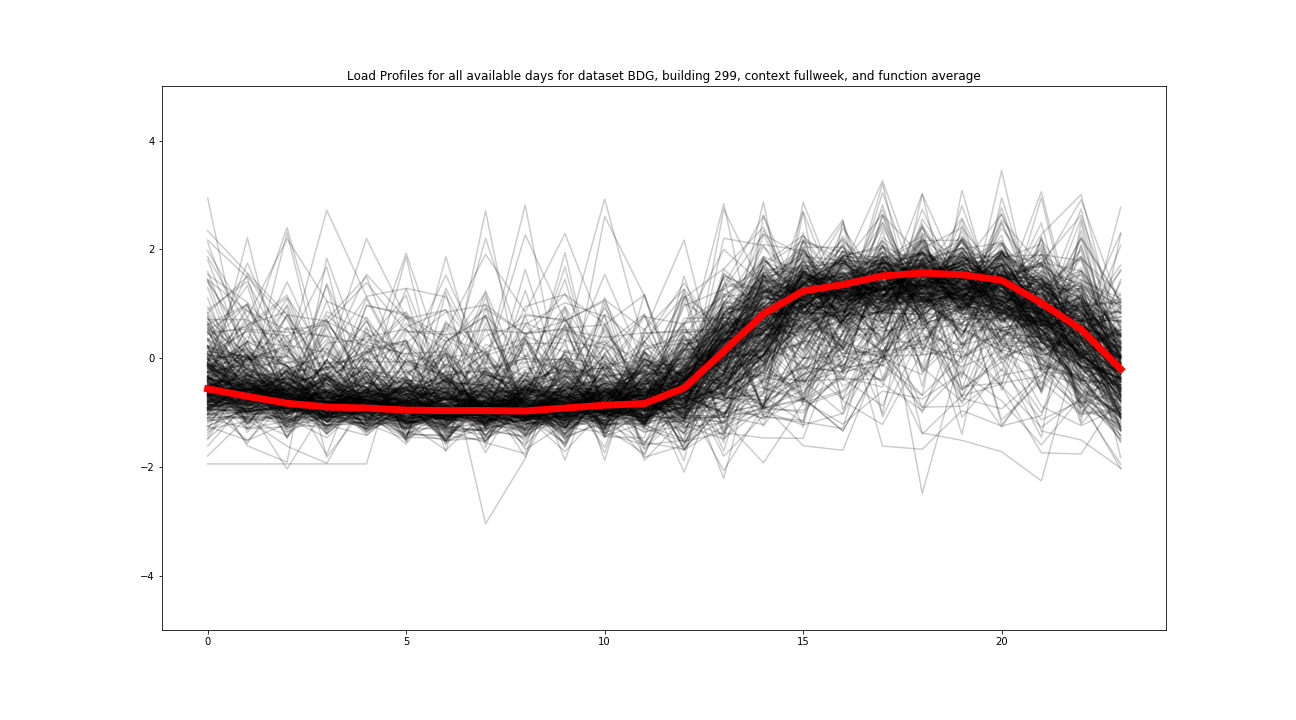 Load Profiles for all available days for dataset BDG, building 299, context fullweek, and function average
4
2
0
−2
−4
0 5 10 15 20